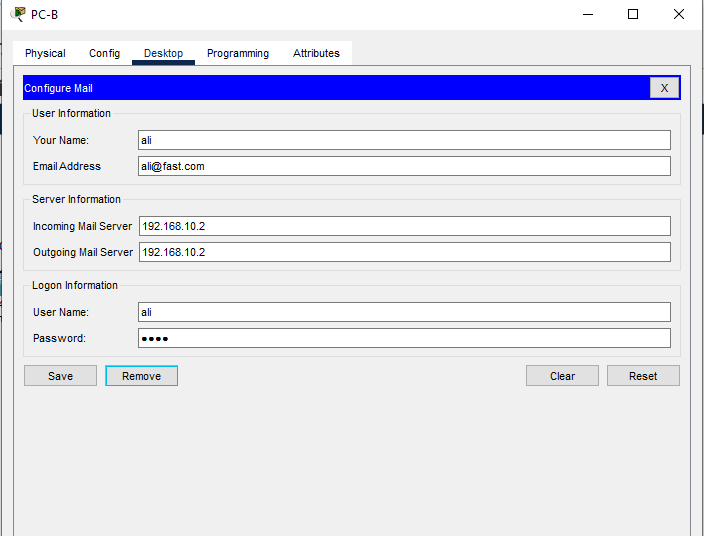 PC-B
Physical Config Desktop Programming Attributes
Configure Mail X
User Information
Your Name: ali
Email Address ali@fast.com
Server Information
Incoming Mail Server 192.168.10.2
Outgoing Mail Server 192.168.10.2
Logon Information
User Name: ali
Password: ●●●●
Save Remove Clear Reset